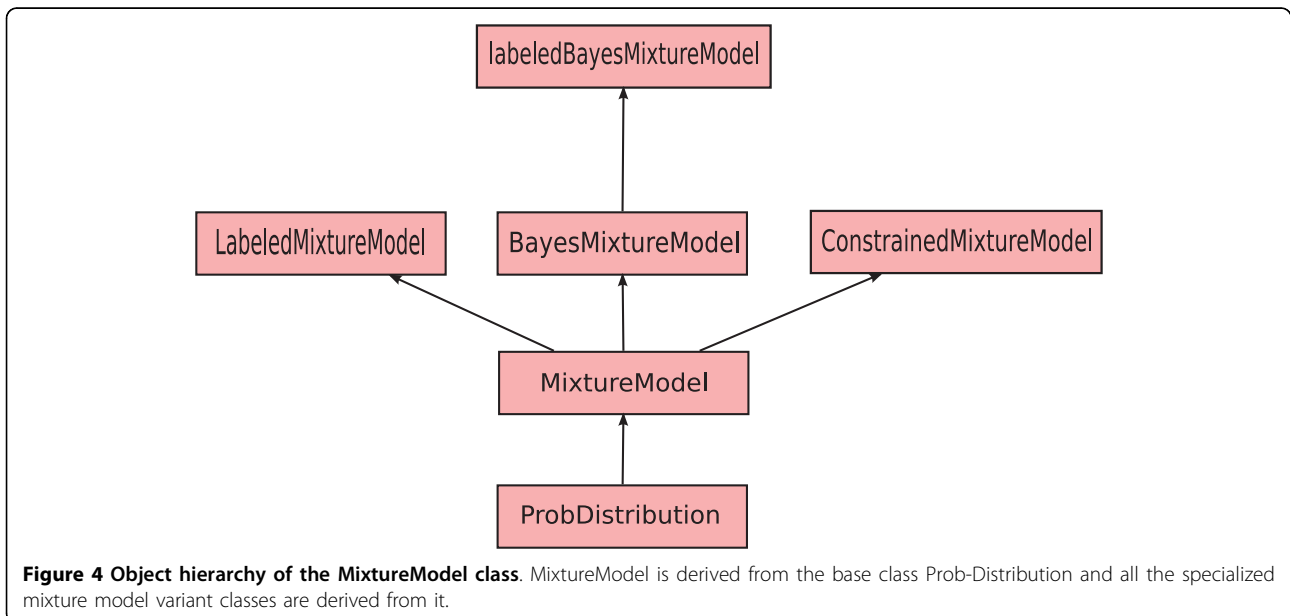 labeledBayesMixtureModel
LabeledMixtureModel
BayesMixtureModel
ConstrainedMixtureModel
MixtureModel
ProbDistribution
Figure 4 Object hierarchy of the MixtureModel class. MixtureModel is derived from the base class Prob-Distribution and all the specialized
mixture model variant classes are derived from it.